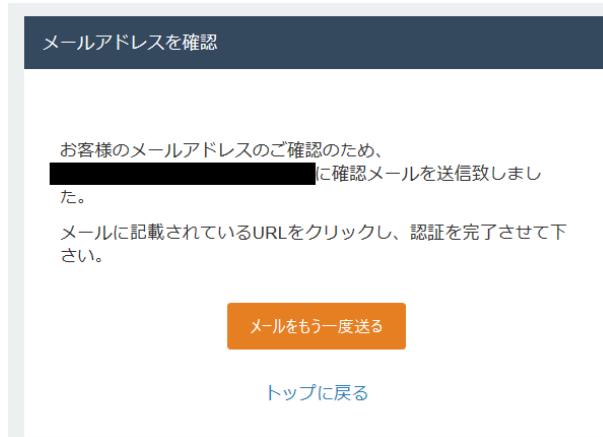 メールアドレスを確認
お客様のメールアドレスのご確認のため、
に確認メールを送信致しまし
た。
メールに記載されているURLをクリックし、認証を完了させて下
さい。
メールをもう一度送る
トップに戻る